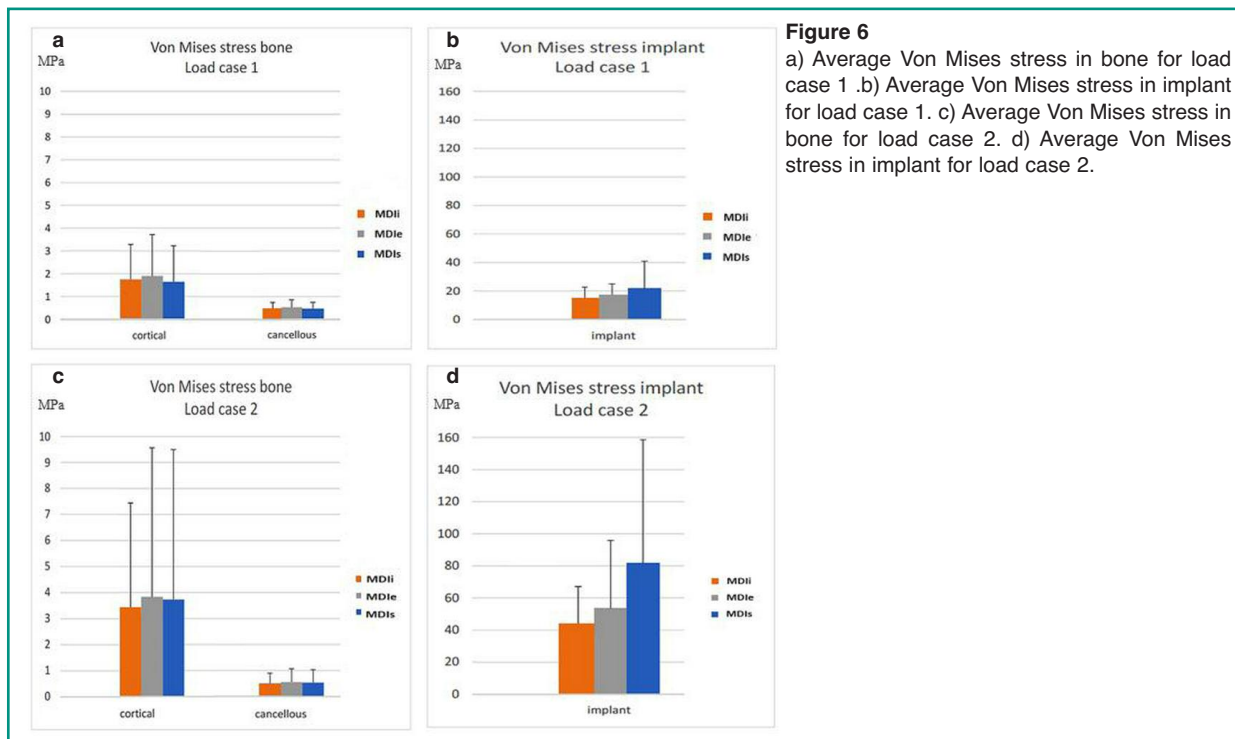 a
Von Mises stress bone
Load case 1
MPa
10
9
8
7
6
5
4
3
2
1
0
cortical
cancellous
MDIi
MDIe
MDIs
b
Von Mises stress implant
Load case 1
MPa
160
140
120
100
80
60
40
20
0
implant
MDIi
MDIe
MDIs
c
Von Mises stress bone
Load case 2
MPa
10
9
8
7
6
5
4
3
2
1
0
cortical
cancellous
MDIi
MDIe
MDIs
d
Von Mises stress implant
Load case 2
MPa
160
140
120
100
80
60
40
20
0
implant
MDIi
MDIe
MDIs
Figure 6
a) Average Von Mises stress in bone for load
case 1 .b) Average Von Mises stress in implant
for load case 1. c) Average Von Mises stress in
bone for load case 2. d) Average Von Mises
stress in implant for load case 2.